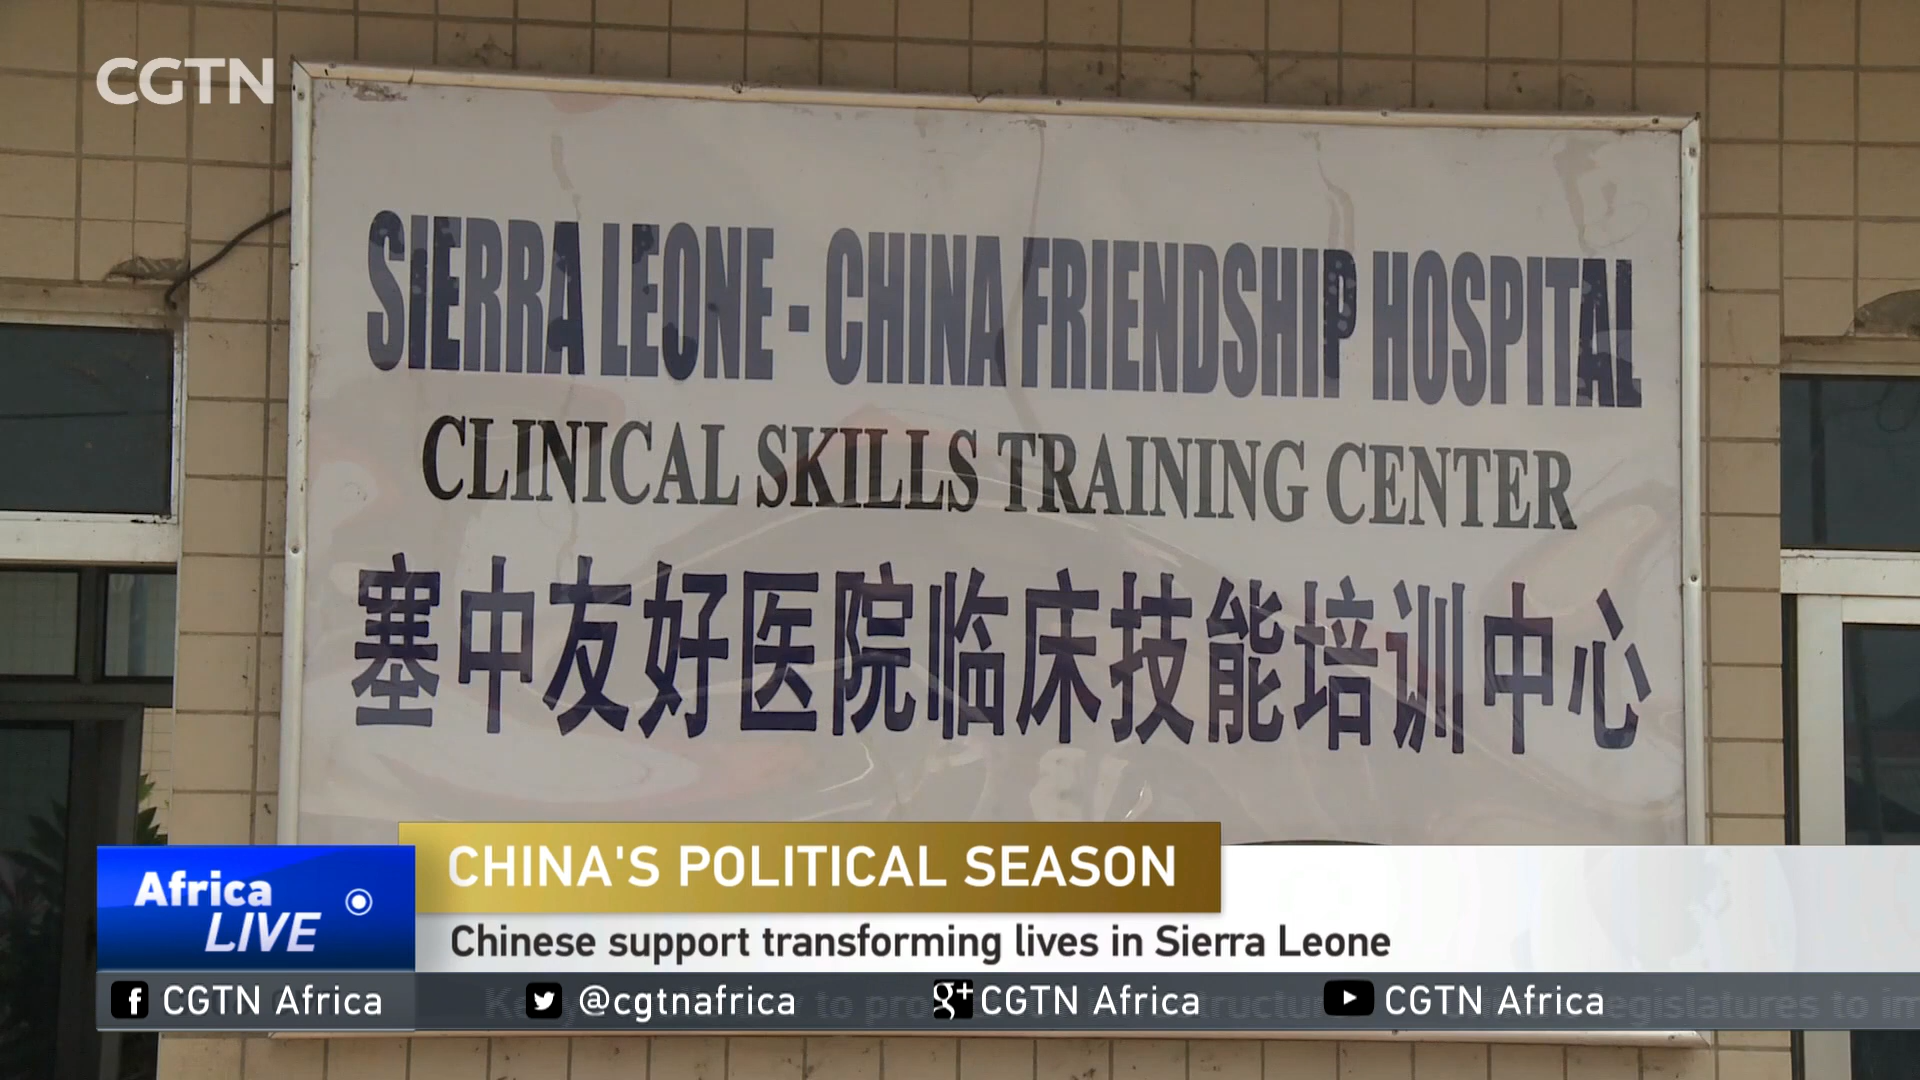 CGTN
SIERRA LEONE - CHINA FRIENDSHIP HOSPITAL
CLINICAL SKILLS TRAINING CENTER
塞中友好医院临床技能培训中心
CHINA'S POLITICAL SEASON
Africa
LIVE
Chinese support transforming lives in Sierra Leone
CGTN Africa @cgtnafrica g+ CGTN Africa CGTN Africa
legislatures to